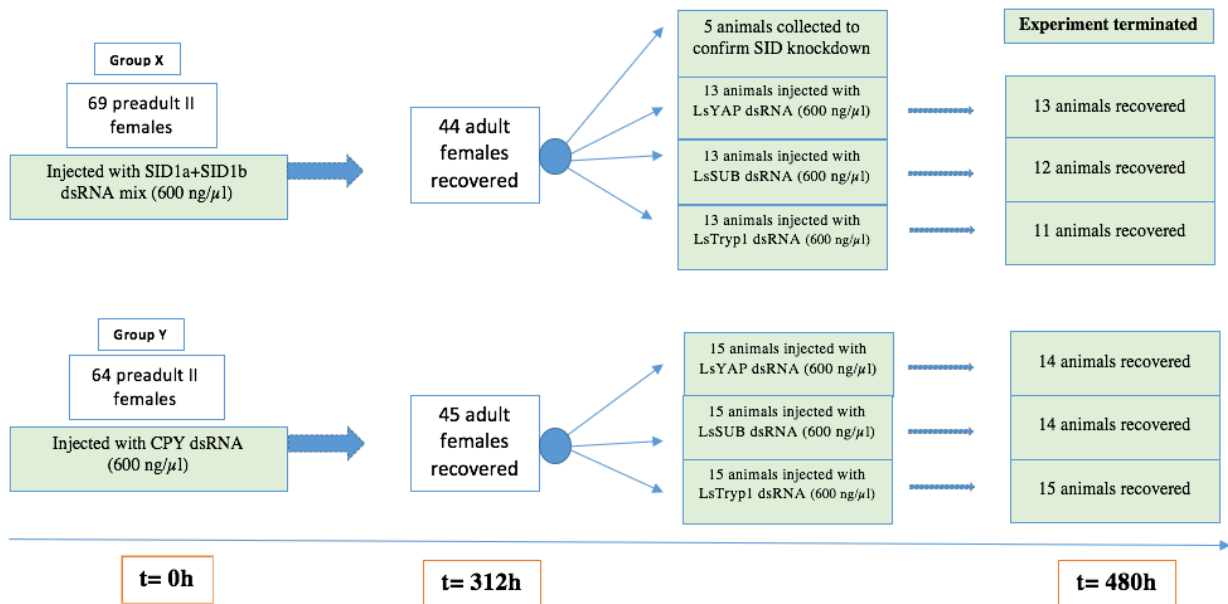 Group X
69 preadult II
females
Injected with SID1a+SID1b
dsRNA mix (600 ng/µl)
44 adult
females
recovered
5 animals collected to
confirm SID knockdown
13 animals injected with
LsYAP dsRNA (600 ng/µl)
13 animals injected with
LsSUB dsRNA (600 ng/µl)
13 animals injected with
LsTryp1 dsRNA (600 ng/µl)
Experiment terminated
13 animals recovered
12 animals recovered
11 animals recovered
Group Y
64 preadult II
females
Injected with CPY dsRNA
(600 ng/µl)
45 adult
females
recovered
15 animals injected with
LsYAP dsRNA (600 ng/µl)
15 animals injected with
LsSUB dsRNA (600 ng/µl)
15 animals injected with
LsTryp1 dsRNA (600 ng/µl)
14 animals recovered
14 animals recovered
15 animals recovered
t= 0h
t= 312h
t= 480h